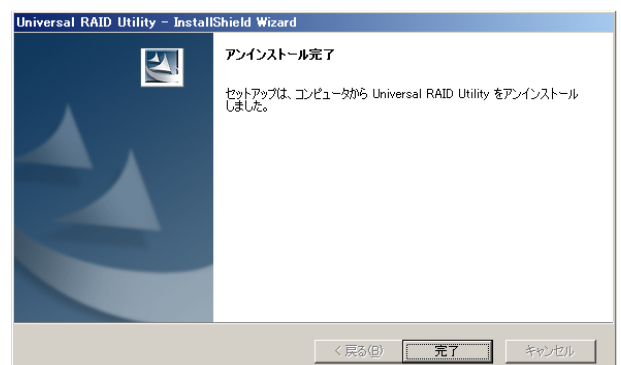 Universal RAID Utility - InstallShield Wizard
アンインストール完了
セットアップは、コンピュータから Universal RAID Utility をアンインストール
しました。
< 戻る(B)
完了
キャンセル